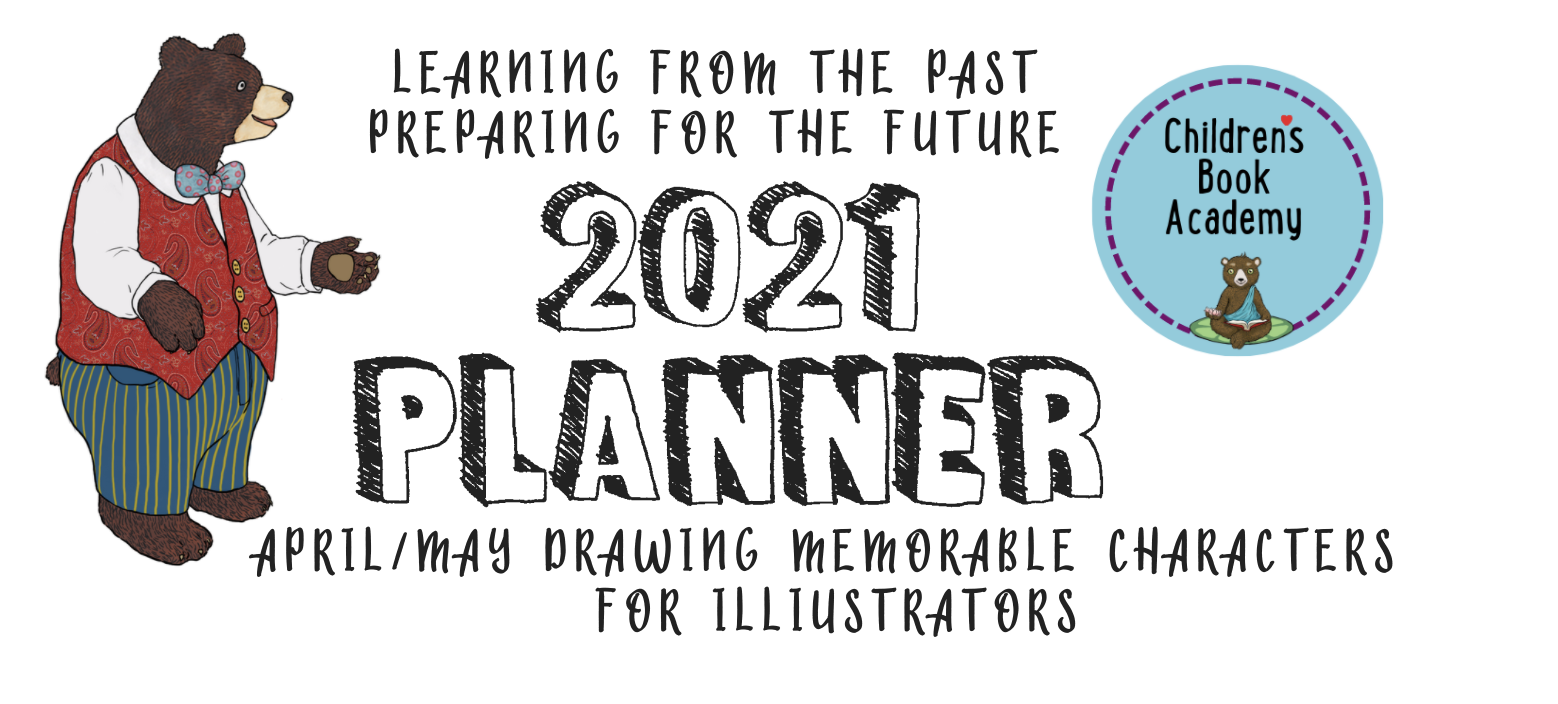 LEARNING FROM THE PAST
PREPARING FOR THE FUTURE
2021
PLANNER
APRIL/MAY DRAWING MEMORABLE CHARACTERS
FOR ILLIUSTRATORS
Children's
Book
Academy